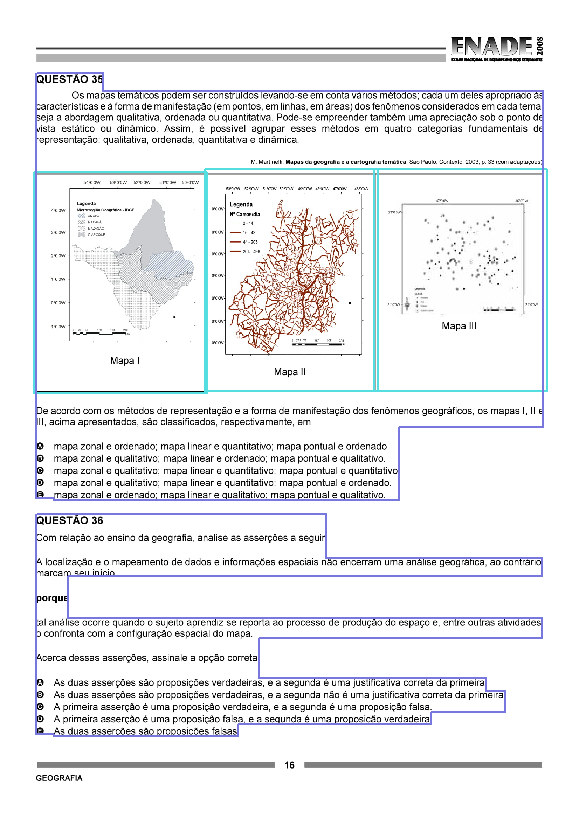 ENADE 2008
EXAME NACIONAL DE DESEMPENHO DOS ESTUDANTES
QUESTÃO 35
Os mapas temáticos podem ser construídos levando-se em conta vários métodos; cada um deles apropriado às
características e à forma de manifestação (em pontos, em linhas, em áreas) dos fenômenos considerados em cada tema,
seja a abordagem qualitativa, ordenada ou quantitativa. Pode-se empreender também uma apreciação sob o ponto de
vista estático ou dinâmico. Assim, é possível agrupar esses métodos em quatro categorias fundamentais de
representação: qualitativa, ordenada, quantitativa e dinâmica.
M. Martinelli. Mapas da geografia e a cartografia temática. São Paulo: Contexto, 2003, p. 33 (com adaptações).
Legenda
Legenda
Nº Camadas
Mapa I
Mapa II
Mapa III
De acordo com os métodos de representação e a forma de manifestação dos fenômenos geográficos, os mapas I, II e
III, acima apresentados, são classificados, respectivamente, em
A mapa zonal e ordenado; mapa linear e quantitativo; mapa pontual e ordenado.
B mapa zonal e qualitativo; mapa linear e ordenado; mapa pontual e qualitativo.
C mapa zonal e qualitativo; mapa linear e quantitativo; mapa pontual e quantitativo.
D mapa zonal e qualitativo; mapa linear e quantitativo; mapa pontual e ordenado.
E mapa zonal e ordenado; mapa linear e qualitativo; mapa pontual e qualitativo.
QUESTÃO 36
Com relação ao ensino da geografia, analise as asserções a seguir.
A localização e o mapeamento de dados e informações espaciais não encerram uma análise geográfica, ao contrário,
marcam seu início
porque
tal análise ocorre quando o sujeito aprendiz se reporta ao processo de produção do espaço e, entre outras atividades,
o confronta com a configuração espacial do mapa.
Acerca dessas asserções, assinale a opção correta.
A As duas asserções são proposições verdadeiras, e a segunda é uma justificativa correta da primeira.
B As duas asserções são proposições verdadeiras, e a segunda não é uma justificativa correta da primeira.
C A primeira asserção é uma proposição verdadeira, e a segunda é uma proposição falsa.
D A primeira asserção é uma proposição falsa, e a segunda é uma proposição verdadeira.
E As duas asserções são proposições falsas.
16
GEOGRAFIA